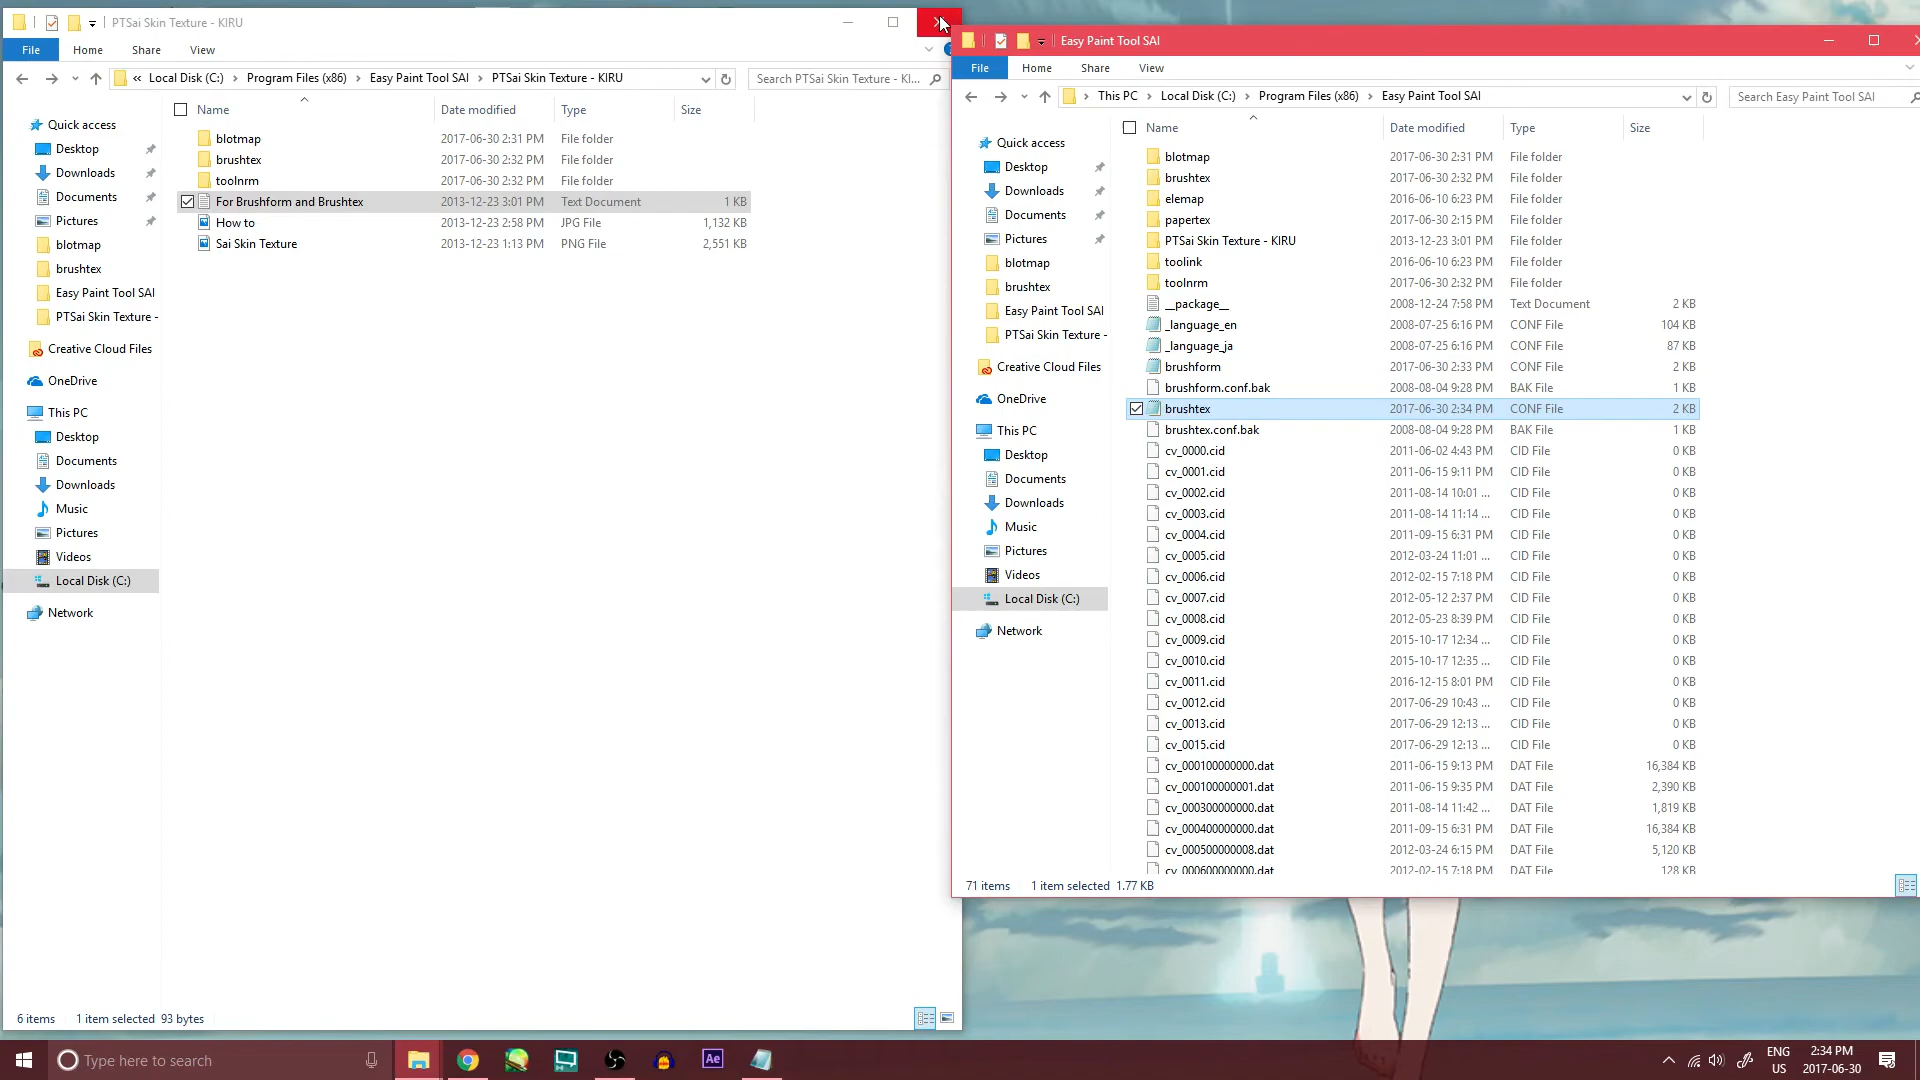 PTSai Skin Texture - KIRU
File Home Share View
« Local Disk (C:) › Program Files (x86) › Easy Paint Tool SAI › PTSai Skin Texture - KIRU
Search PTSai Skin Texture - KI...
Name Date modified Type Size
Quick access
Desktop
Downloads
Documents
Pictures
blotmap
brushtex
Easy Paint Tool SAI
PTSai Skin Texture -
Creative Cloud Files
OneDrive
This PC
Desktop
Documents
Downloads
Music
Pictures
Videos
Local Disk (C:)
Network
blotmap 2017-06-30 2:31 PM File folder
brushtex 2017-06-30 2:32 PM File folder
toolnrm 2017-06-30 2:32 PM File folder
For Brushform and Brushtex 2013-12-23 3:01 PM Text Document 1 KB
How to 2013-12-23 2:58 PM JPG File 1,132 KB
Sai Skin Texture 2013-12-23 1:13 PM PNG File 2,551 KB
6 items 1 item selected 93 bytes
Easy Paint Tool SAI
File Home Share View
› This PC › Local Disk (C:) › Program Files (x86) › Easy Paint Tool SAI
Search Easy Paint Tool SAI
Name Date modified Type Size
Quick access
Desktop
Downloads
Documents
Pictures
blotmap
brushtex
Easy Paint Tool SAI
PTSai Skin Texture -
Creative Cloud Files
OneDrive
This PC
Desktop
Documents
Downloads
Music
Pictures
Videos
Local Disk (C:)
Network
blotmap 2017-06-30 2:31 PM File folder
brushtex 2017-06-30 2:32 PM File folder
elemap 2016-06-10 6:23 PM File folder
papertex 2017-06-30 2:15 PM File folder
PTSai Skin Texture - KIRU 2013-12-23 3:01 PM File folder
toolink 2016-06-10 6:23 PM File folder
toolnrm 2017-06-30 2:32 PM File folder
__package__ 2008-12-24 7:58 PM Text Document 2 KB
_language_en 2008-07-25 6:16 PM CONF File 104 KB
_language_ja 2008-07-25 6:16 PM CONF File 87 KB
brushform 2017-06-30 2:33 PM CONF File 2 KB
brushform.conf.bak 2008-08-04 9:28 PM BAK File 1 KB
brushtex 2017-06-30 2:34 PM CONF File 2 KB
brushtex.conf.bak 2008-08-04 9:28 PM BAK File 1 KB
cv_0000.cid 2011-06-02 4:43 PM CID File 0 KB
cv_0001.cid 2011-06-15 9:11 PM CID File 0 KB
cv_0002.cid 2011-08-14 10:01 ... CID File 0 KB
cv_0003.cid 2011-08-14 11:14 ... CID File 0 KB
cv_0004.cid 2011-09-15 6:31 PM CID File 0 KB
cv_0005.cid 2012-03-24 11:01 ... CID File 0 KB
cv_0006.cid 2012-02-15 7:18 PM CID File 0 KB
cv_0007.cid 2012-05-12 2:37 PM CID File 0 KB
cv_0008.cid 2012-05-23 8:39 PM CID File 0 KB
cv_0009.cid 2015-10-17 12:34 ... CID File 0 KB
cv_0010.cid 2015-10-17 12:35 ... CID File 0 KB
cv_0011.cid 2016-12-15 8:01 PM CID File 0 KB
cv_0012.cid 2017-06-29 10:43 ... CID File 0 KB
cv_0013.cid 2017-06-29 12:13 ... CID File 0 KB
cv_0015.cid 2017-06-29 12:13 ... CID File 0 KB
cv_000100000000.dat 2011-06-15 9:13 PM DAT File 16,384 KB
cv_000100000001.dat 2011-06-15 9:35 PM DAT File 2,390 KB
cv_000300000000.dat 2011-08-14 11:42 ... DAT File 1,819 KB
cv_000400000000.dat 2011-09-15 6:31 PM DAT File 16,384 KB
cv_000500000008.dat 2012-03-24 6:15 PM DAT File 5,120 KB
cv_000600000000.dat 2012-02-15 7:18 PM DAT File 128 KB
71 items 1 item selected 1.77 KB
Type here to search
Ae
ENG
US
2:34 PM
2017-06-30